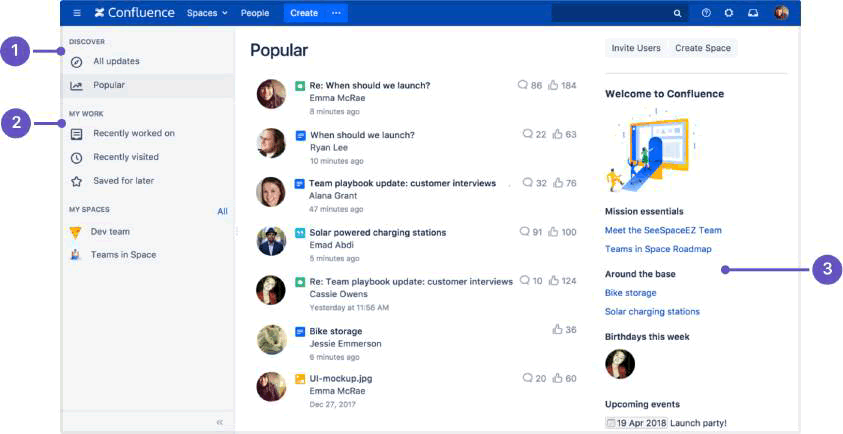 Confluence Spaces People Create ···
1
DISCOVER
All updates
Popular
2
MY WORK
Recently worked on
Recently visited
Saved for later
MY SPACES All
Dev team
Teams in Space
«
Popular
Re: When should we launch? 86 184
Emma McRae
8 minutes ago
When should we launch? 22 63
Ryan Lee
10 minutes ago
Team playbook update: customer interviews 32 76
Alana Grant
47 minutes ago
Solar powered charging stations 91 100
Emad Abdi
5 minutes ago
Re: Team playbook update: customer interviews 10 124
Cassie Owens
Yesterday at 11:56 AM
Bike storage 36
Jessie Emmerson
6 minutes ago
UI-mockup.jpg 20 60
Emma McRae
Dec 27, 2017
Invite Users Create Space
Welcome to Confluence
Mission essentials
Meet the SeeSpaceEZ Team
Teams in Space Roadmap
Around the base
3
Bike storage
Solar charging stations
Birthdays this week
Upcoming events
19 Apr 2018 Launch party!